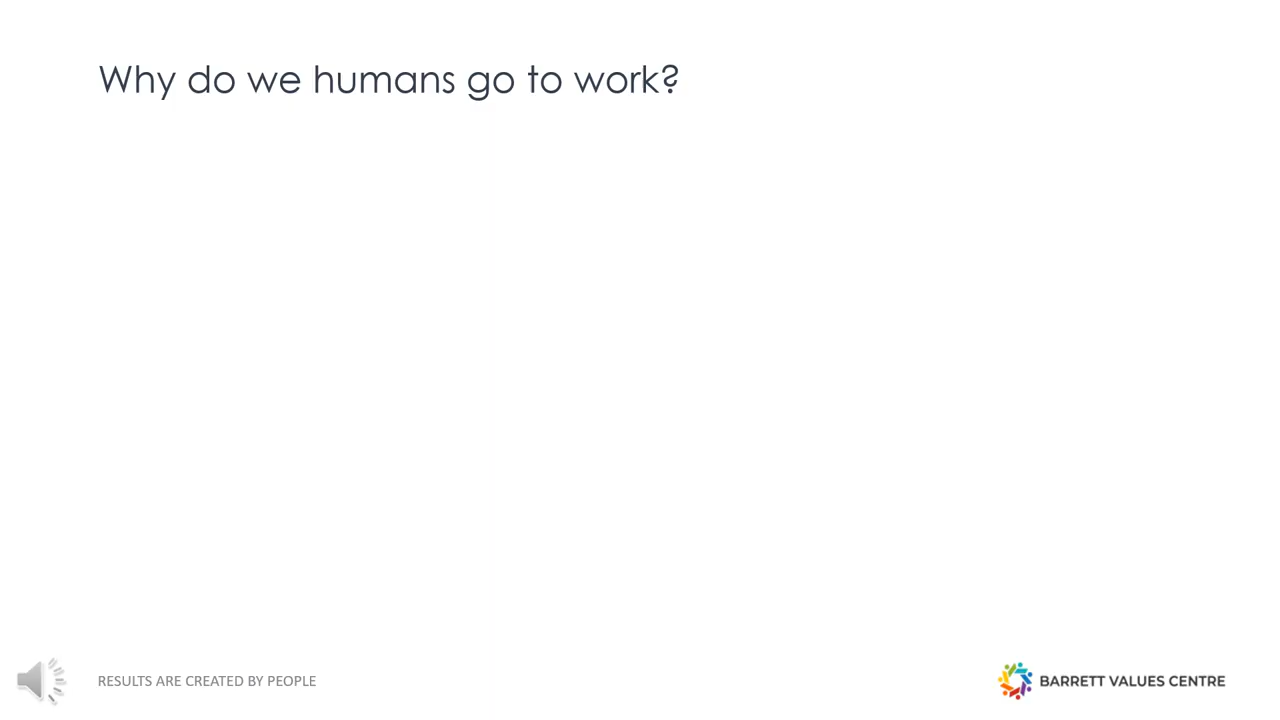 Why do we humans go to work?
RESULTS ARE CREATED BY PEOPLE
BARRETT VALUES CENTRE